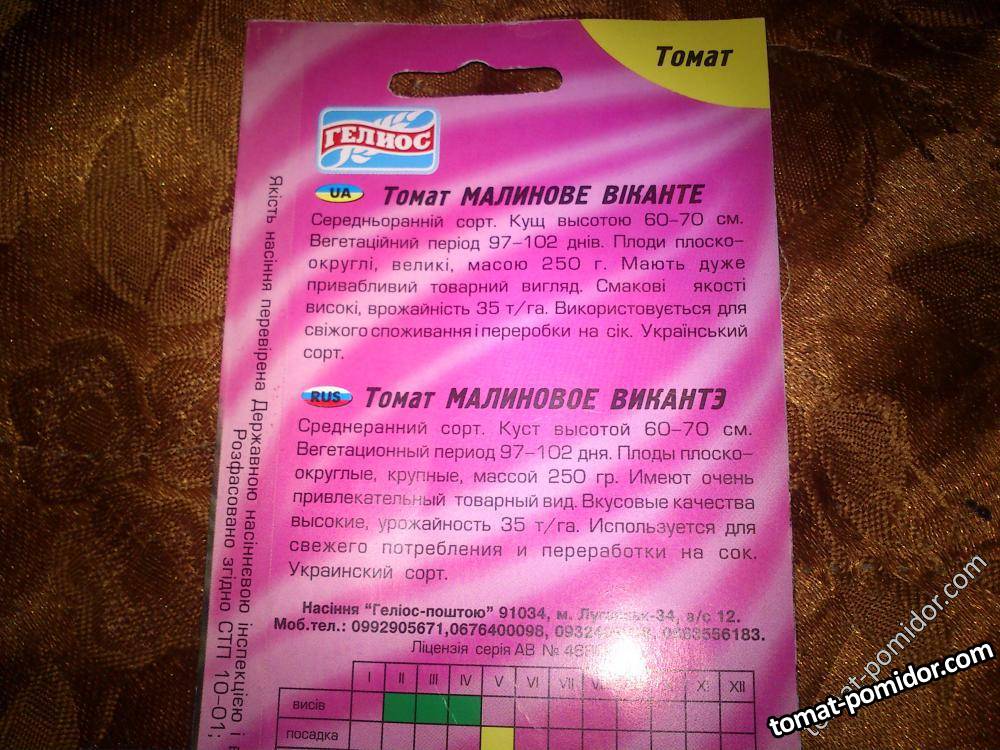 Томат
ГЕЛИОС
UA Томат МАЛИНОВЕ ВІКАНТЕ
Середньоранній сорт. Кущ высотою 60-70 см.
Вегетаційний період 97-102 днів. Плоди плоско-
округлі, великі, масою 250 г. Мають дуже
привабливий товарний вигляд. Смакові якості
високі, врожайність 35 т/га. Використовується для
свіжого споживання і переробки на сік. Український
сорт.
RUS Томат МАЛИНОВОЕ ВИКАНТЭ
Среднеранний сорт. Куст высотой 60-70 см.
Вегетационный период 97-102 дня. Плоды плоско-
округлые, крупные, массой 250 гр. Имеют очень
привлекательный товарный вид. Вкусовые качества
высокие, урожайность 35 т/га. Используется для
свежего потребления и переработки на сок.
Украинский сорт.
Насіння "Геліос-поштою" 91034, м. а/с 12.
Моб.тел.: 0992905671,0676400098,
Ліцензія серія АВ №
I II III IV V VI VII XI XII
висів
посадка
Якість насіння перевірена Державною насіннєвою інспекцією і
Розфасовано згідно СТП 10-01;
tomat-pomidor.com
tomat-pomidor.com